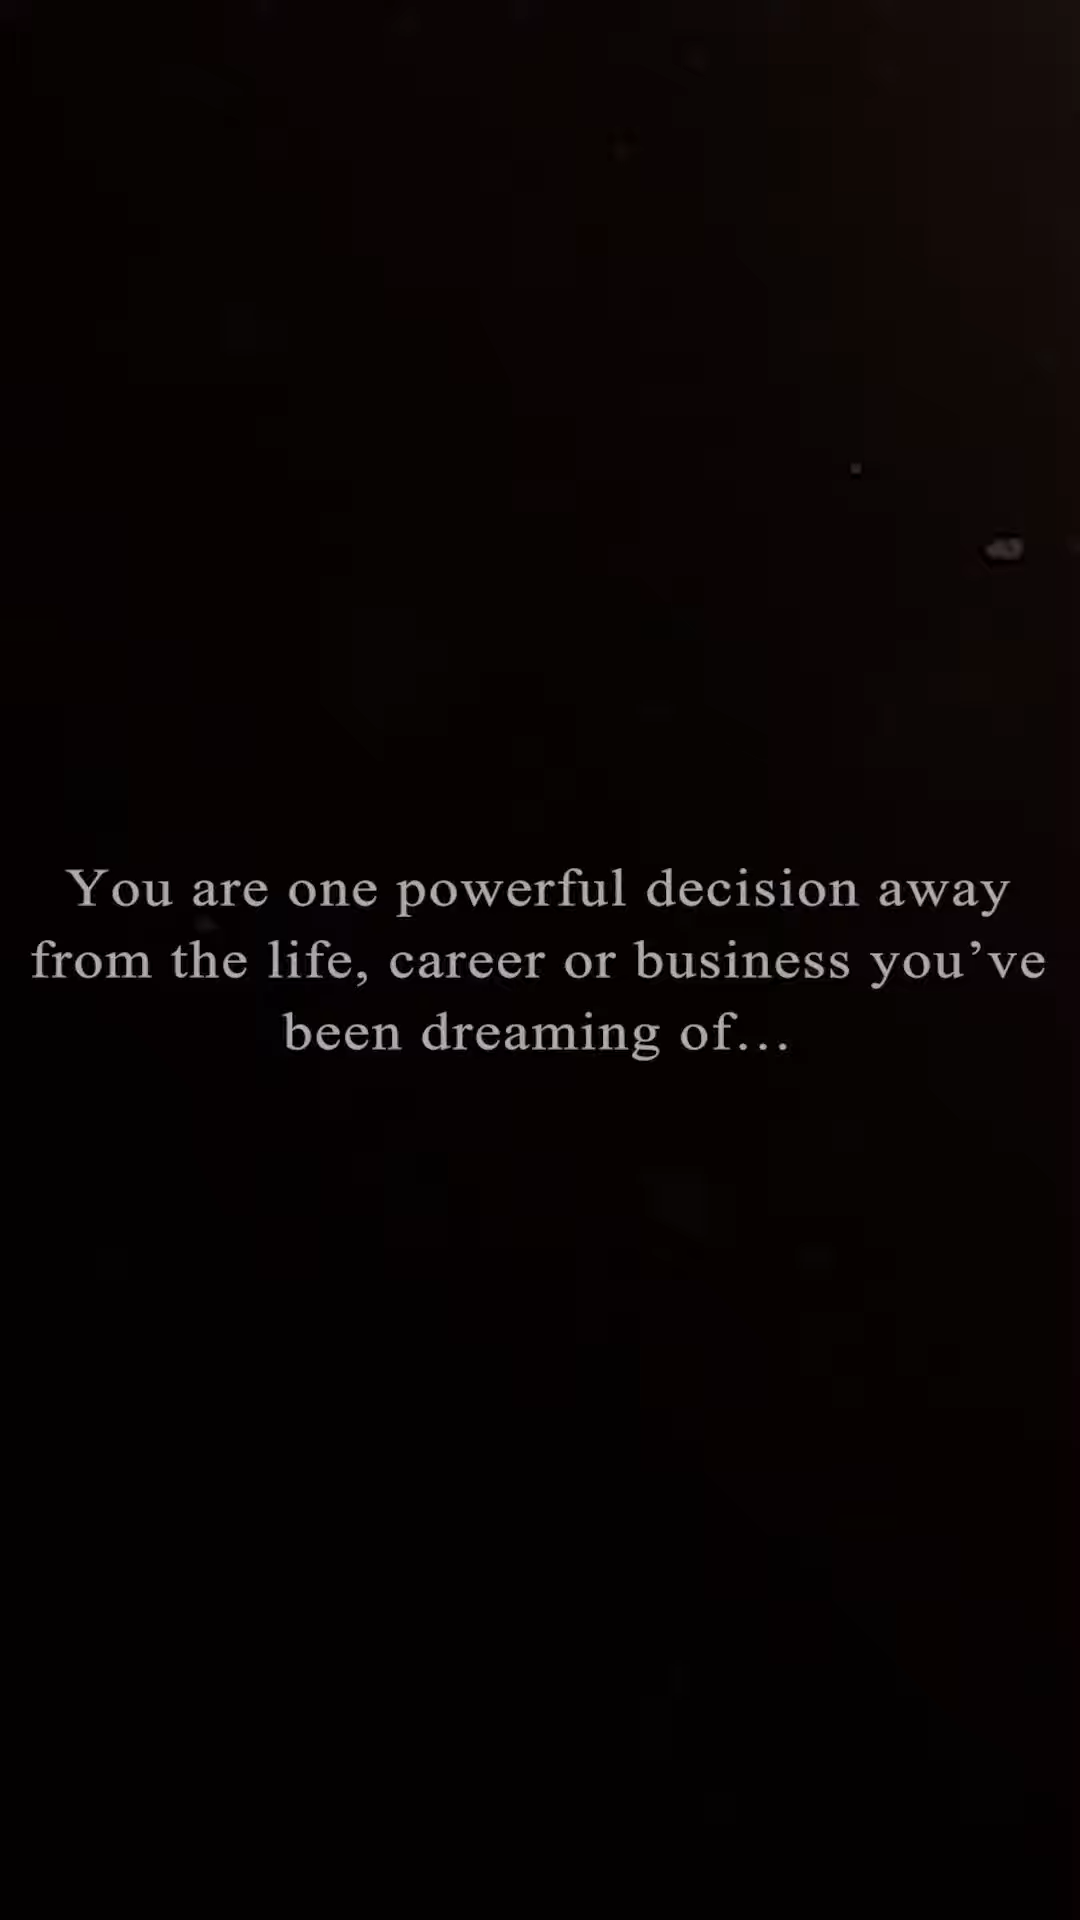 You are one powerful decision away
from the life, career or business you’ve
been dreaming of…